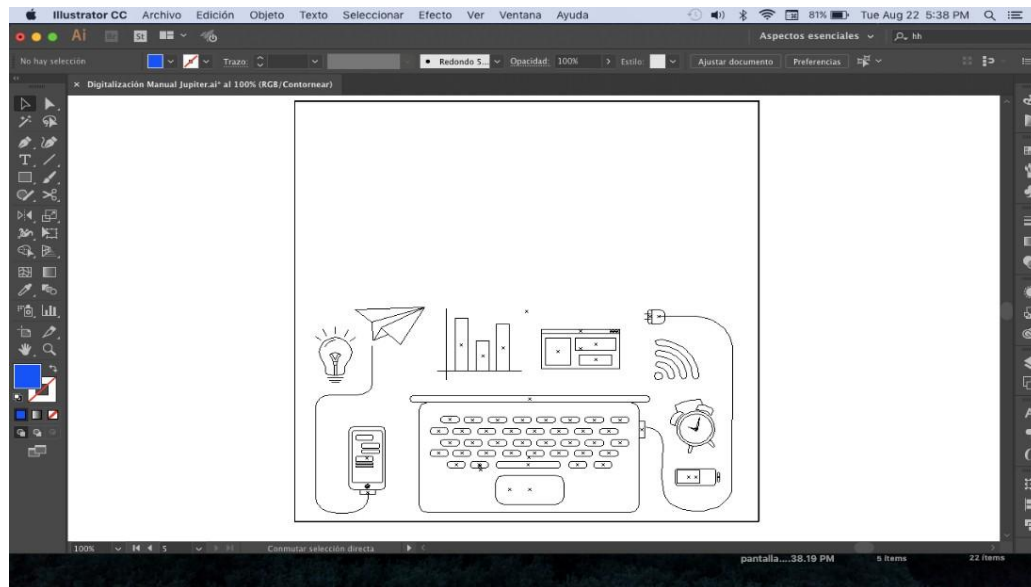 Illustrator CC Archivo Edición Objeto Texto Seleccionar Efecto Ver Ventana Ayuda 81% Tue Aug 22 5:38 PM
Ai St Aspectos esenciales hh
No hay selección Trazo: Redondo 5... Opacidad: 100% Estilo: Ajustar documento Preferencias
× Digitalización Manual Jupiter.ai* al 100% (RGB/Contornear)
100% 5 Conmutar selección directa
pantalla....38.19 PM 5 items 22 items